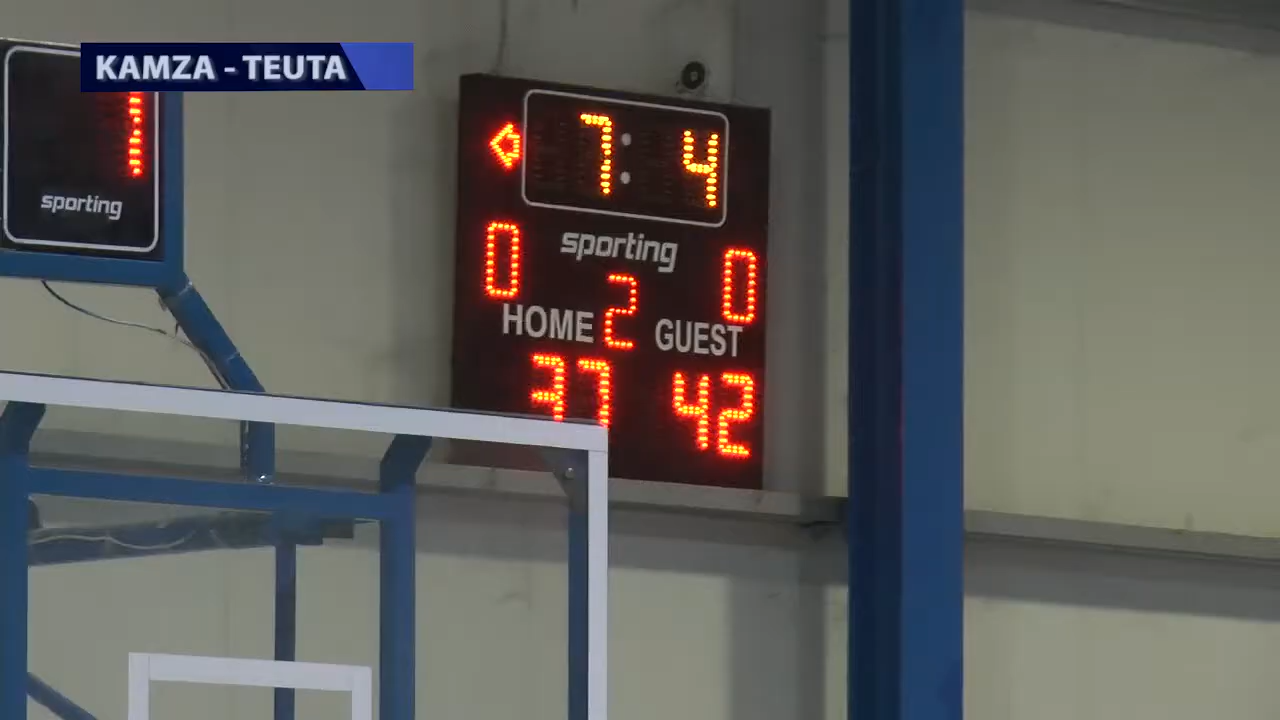 KAMZA - TEUTA
1
sporting
7:4
sporting
0 0
2
HOME GUEST
37 42